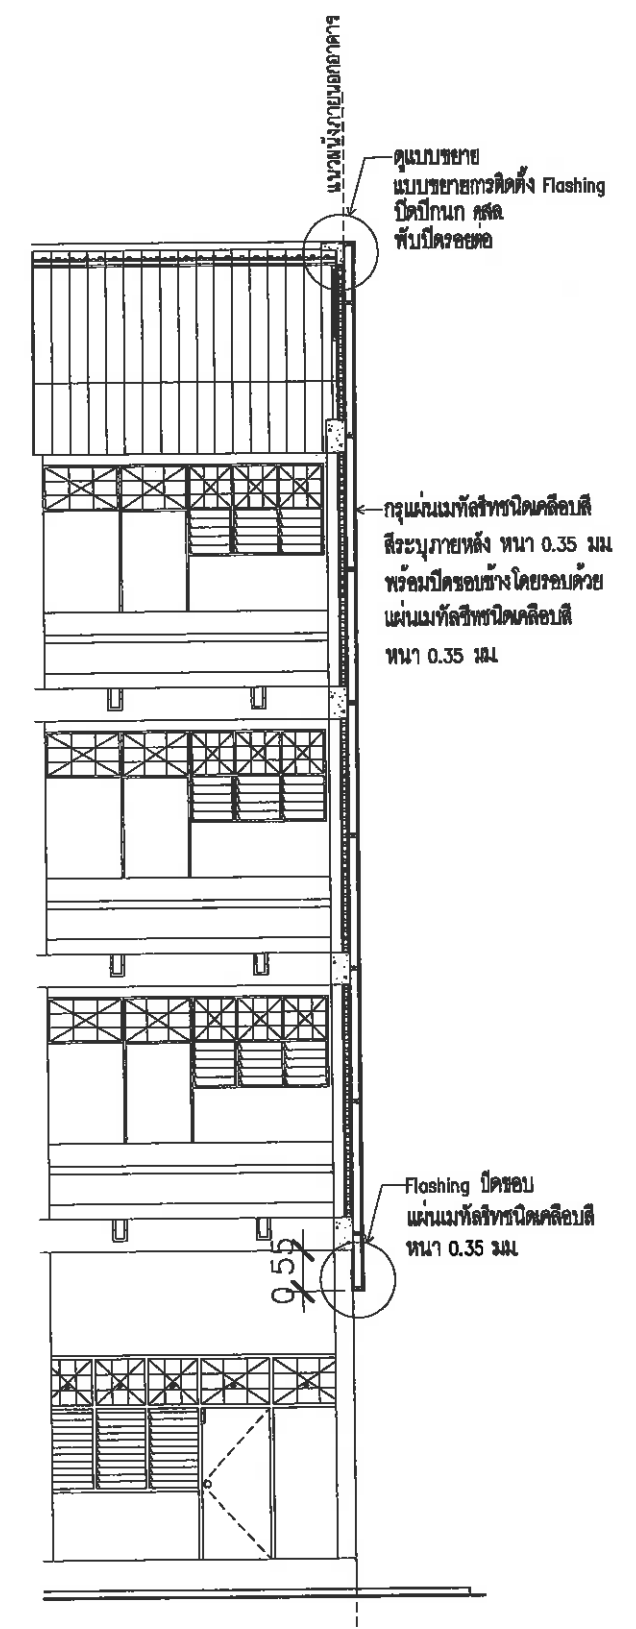 แนวผนังภายนอกอาคาร
ดูแบบขยาย
แบบขยายการติดตั้ง Flashing
ปิดปีกนก คสล
พับปิดรอยต่อ
กรุแผ่นเมทัลชีทชนิดเคลือบสี
สีระบุภายหลัง หนา 0.35 มม.
พร้อมปิดขอบข้างโดยรอบด้วย
แผ่นเมทัลชีทชนิดเคลือบสี
หนา 0.35 มม.
Flashing ปิดขอบ
แผ่นเมทัลชีทชนิดเคลือบสี
หนา 0.35 มม.
0.55